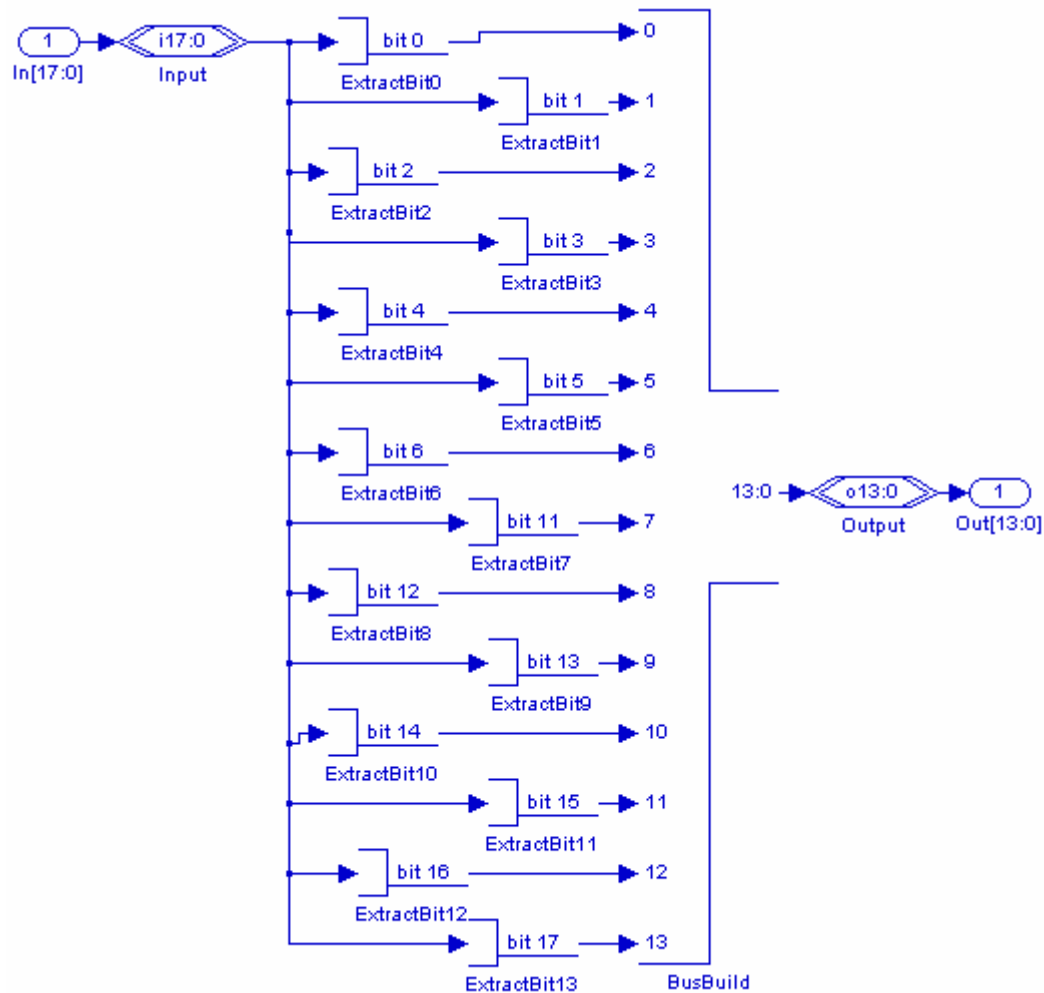 1
i17:0
bit 0
0
In[17:0]
Input
ExtractBit0
bit 1
1
ExtractBit1
bit 2
2
ExtractBit2
bit 3
3
ExtractBit3
bit 4
4
ExtractBit4
bit 5
5
ExtractBit5
bit 6
6
ExtractBit6
13:0
o13:0
1
Output
Out[13:0]
bit 11
7
ExtractBit7
bit 12
8
ExtractBit8
bit 13
9
ExtractBit9
bit 14
10
ExtractBit10
bit 15
11
ExtractBit11
bit 16
12
ExtractBit12
bit 17
13
ExtractBit13
BusBuild